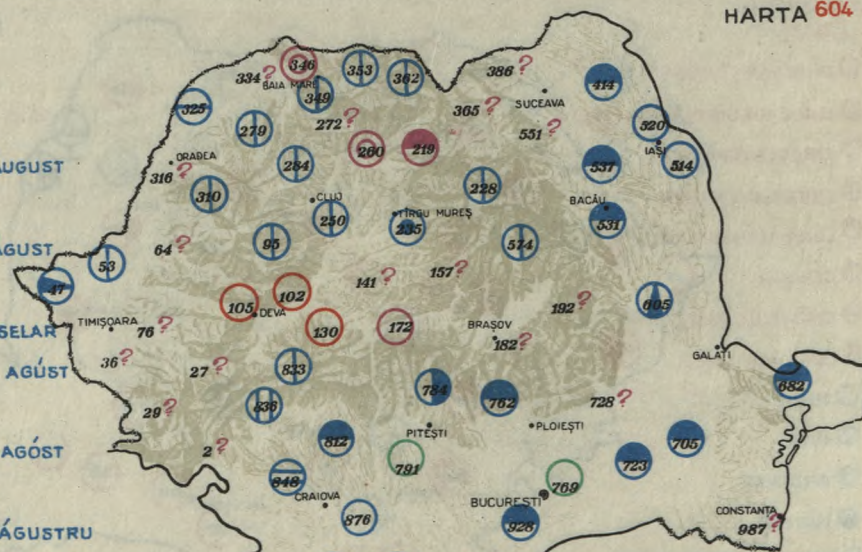 HARTA 604
346
334 ?
BAIA MARE
353
362
386 ?
349
414
325
SUCEAVA
365 ?
272 ?
279
551 ?
520
IAȘI
260
219
AUGUST
ORADEA
284
537
514
316 ?
310
228
CLUJ
250
TÎRGU MUREȘ
235
BACĂU
531
GUST
64 ?
95
574
53
47
141 ?
157 ?
105
102
DEVA
192 ?
605
SELAR
TIMIȘOARA
76 ?
130
172
BRAȘOV
182 ?
GALAȚI
36 ?
AGÚST
27 ?
833
784
762
682
29 ?
836
728 ?
812
PITEȘTI
PLOIEȘTI
705
AGÓST
2 ?
791
723
848
769
CRAIOVA
BUCUREȘTI
876
928
CONSTANȚA
987 ?
ÁGUSTRU